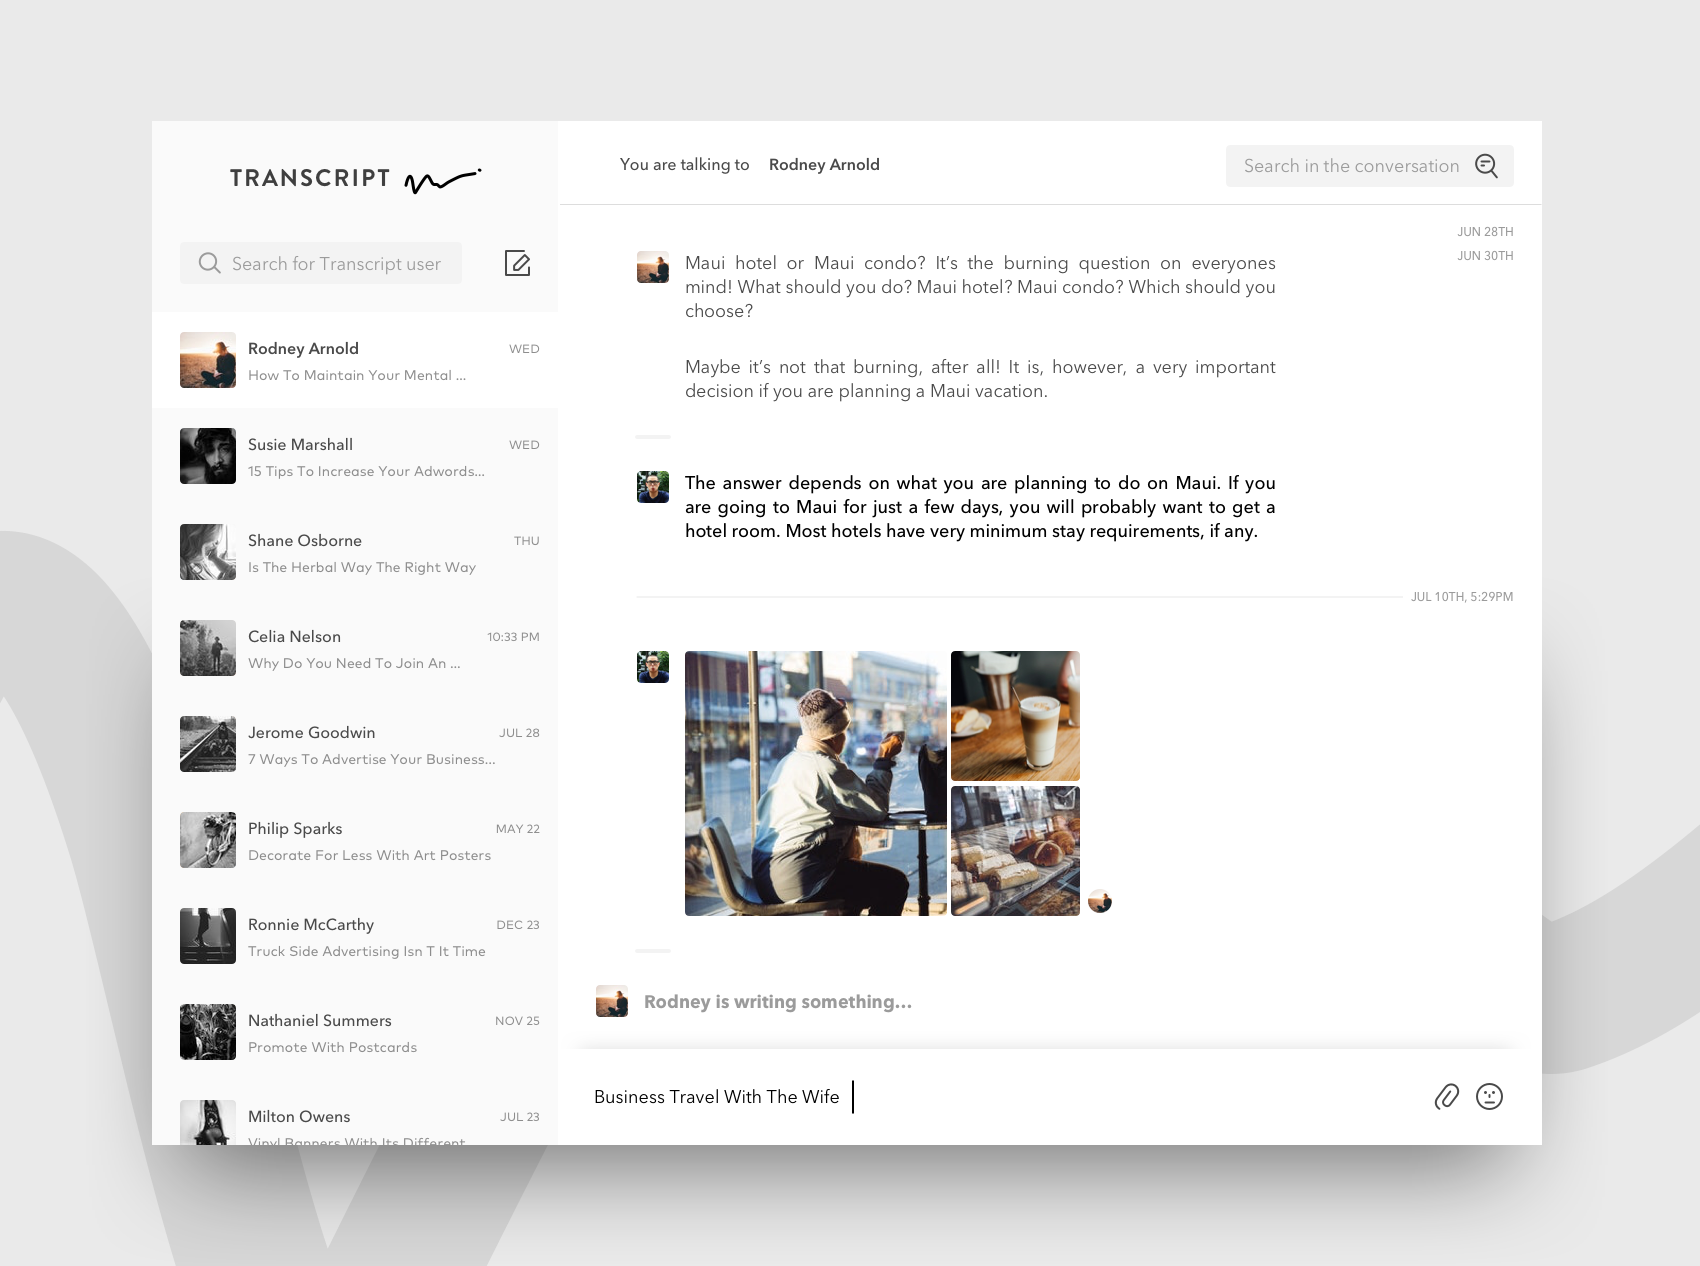 TRANSCRIPT
Search for Transcript user
Rodney Arnold
WED
How To Maintain Your Mental ...
Susie Marshall
WED
15 Tips To Increase Your Adwords...
Shane Osborne
THU
Is The Herbal Way The Right Way
Celia Nelson
10:33 PM
Why Do You Need To Join An ...
Jerome Goodwin
JUL 28
7 Ways To Advertise Your Business...
Philip Sparks
MAY 22
Decorate For Less With Art Posters
Ronnie McCarthy
DEC 23
Truck Side Advertising Isn T It Time
Nathaniel Summers
NOV 25
Promote With Postcards
Milton Owens
JUL 23
Vinyl Banners With Its Different
You are talking to Rodney Arnold
Search in the conversation
JUN 28TH
JUN 30TH
Maui hotel or Maui condo? It’s the burning question on everyones
mind! What should you do? Maui hotel? Maui condo? Which should you
choose?
Maybe it’s not that burning, after all! It is, however, a very important
decision if you are planning a Maui vacation.
The answer depends on what you are planning to do on Maui. If you
are going to Maui for just a few days, you will probably want to get a
hotel room. Most hotels have very minimum stay requirements, if any.
JUL 10TH, 5:29PM
Rodney is writing something...
Business Travel With The Wife